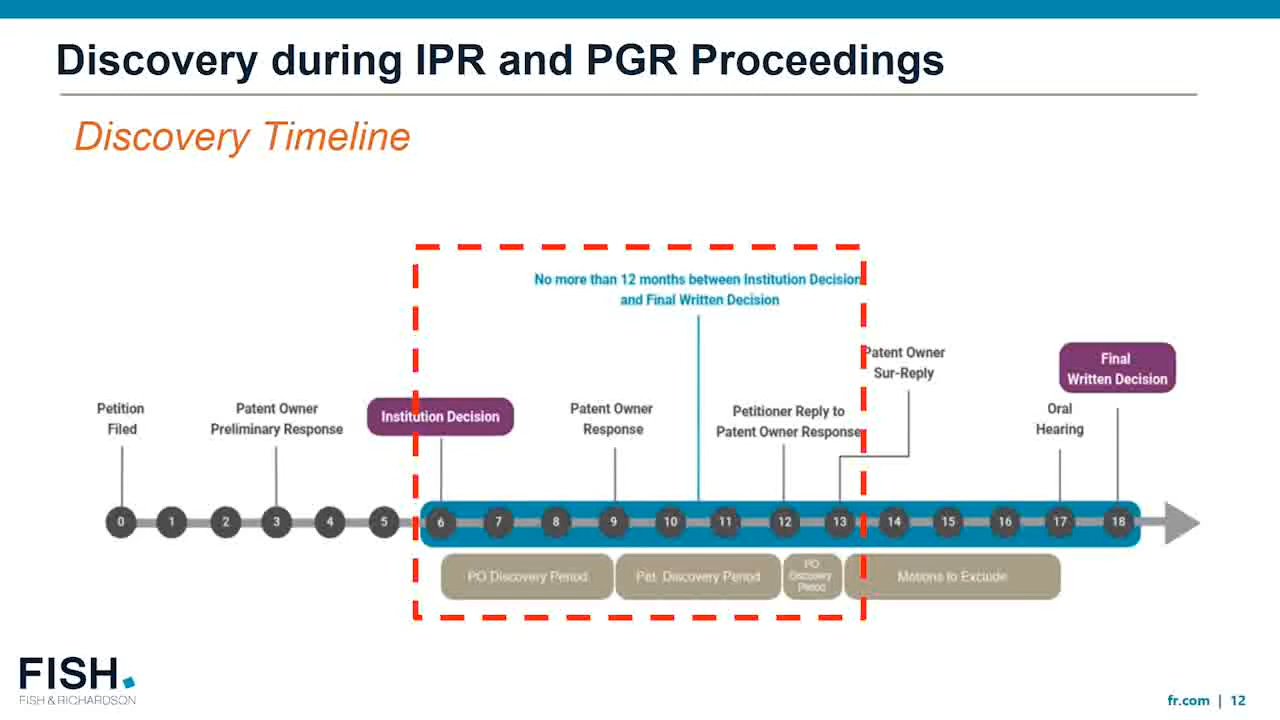 Discovery during IPR and PGR Proceedings
Discovery Timeline
No more than 12 months between Institution Decision
and Final Written Decision
Patent Owner
Sur-Reply
Final
Written Decision
Petition
Filed
Patent Owner
Preliminary Response
Institution Decision
Patent Owner
Response
Petitioner Reply to
Patent Owner Response
Oral
Hearing
0 1 2 3 4 5 6 7 8 9 10 11 12 13 14 15 16 17 18
PO Discovery Period
Pet. Discovery Period
PO
Discovery
Period
Motions to Exclude
FISH.
FISH & RICHARDSON
fr.com | 12